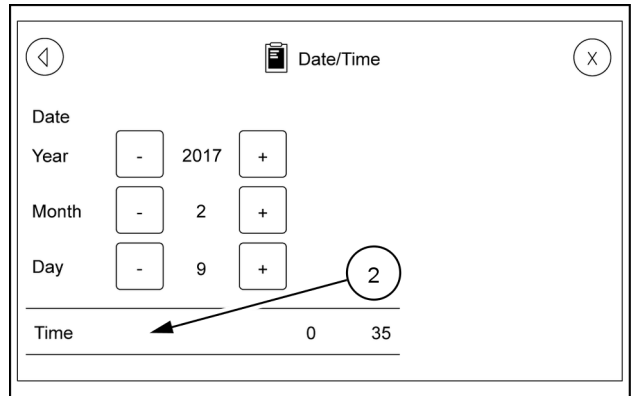 Date/Time
X
Date
Year - 2017 +
Month - 2 +
Day - 9 +
2
Time 0 35